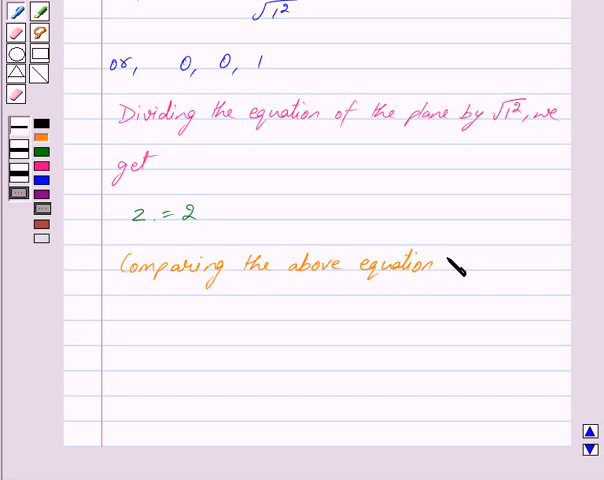 √1²
or, 0, 0, 1
Dividing the equation of the plane by √1², we
get
z = 2
Comparing the above equation